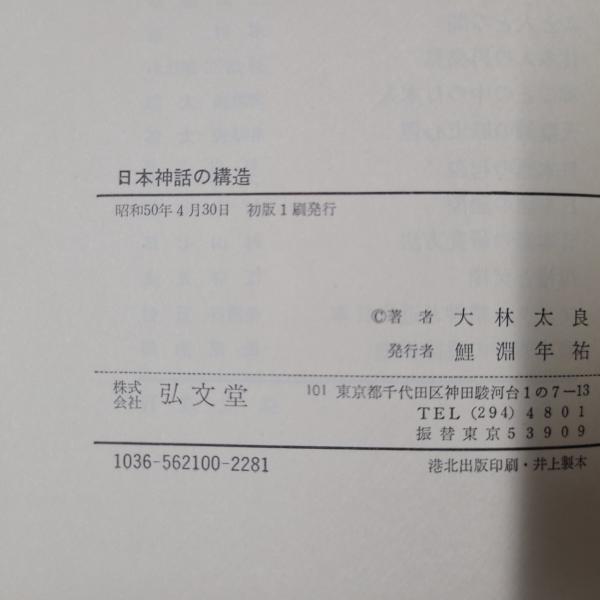 日本神話の構造
昭和50年4月30日 初版1刷発行
©著者 大林太良
発行者 鯉淵年祐
株式会社 弘文堂 101 東京都千代田区神田駿河台1の7-13
TEL(294)4801
振替東京53909
1036-562100-2281 港北出版印刷・井上製本